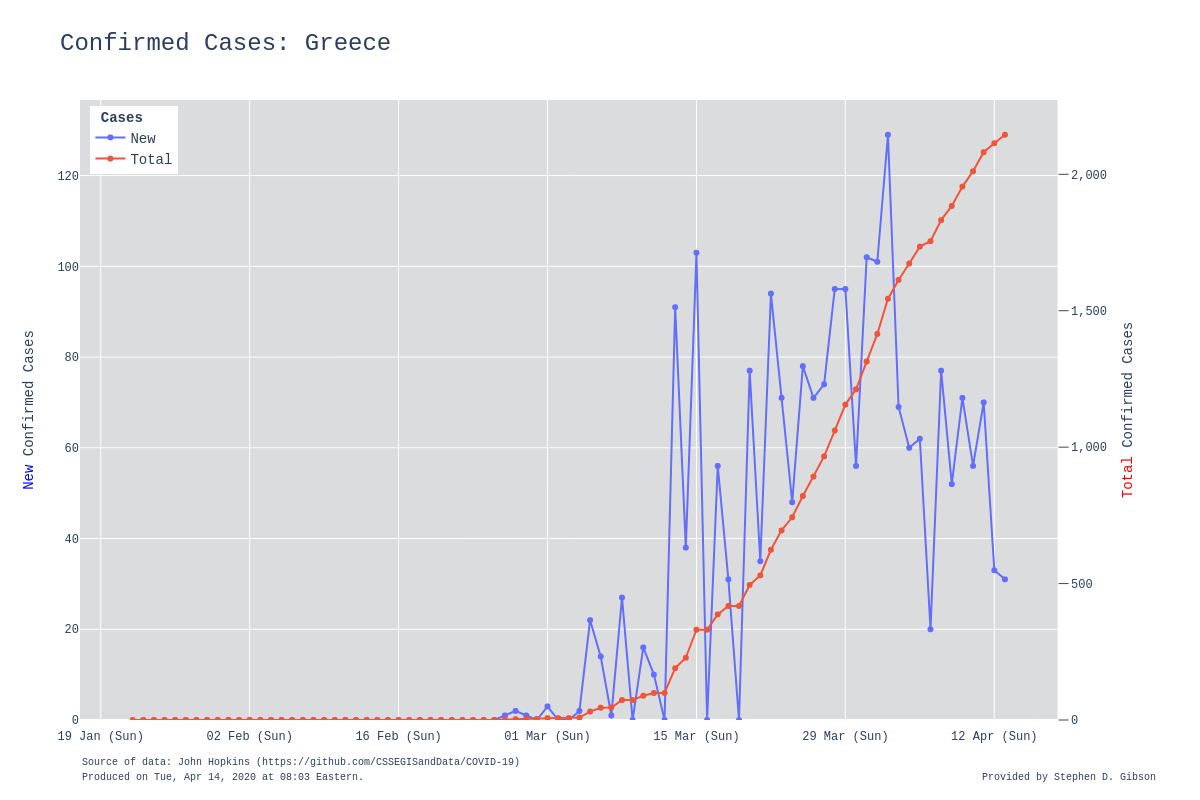 Confirmed Cases: Greece
Cases
New
Total
120
100
80
60
40
20
0
2,000
1,500
1,000
500
0
New Confirmed Cases
Total Confirmed Cases
19 Jan (Sun)
02 Feb (Sun)
16 Feb (Sun)
01 Mar (Sun)
15 Mar (Sun)
29 Mar (Sun)
12 Apr (Sun)
Source of data: John Hopkins (https://github.com/CSSEGISandData/COVID-19)
Produced on Tue, Apr 14, 2020 at 08:03 Eastern.
Provided by Stephen D. Gibson